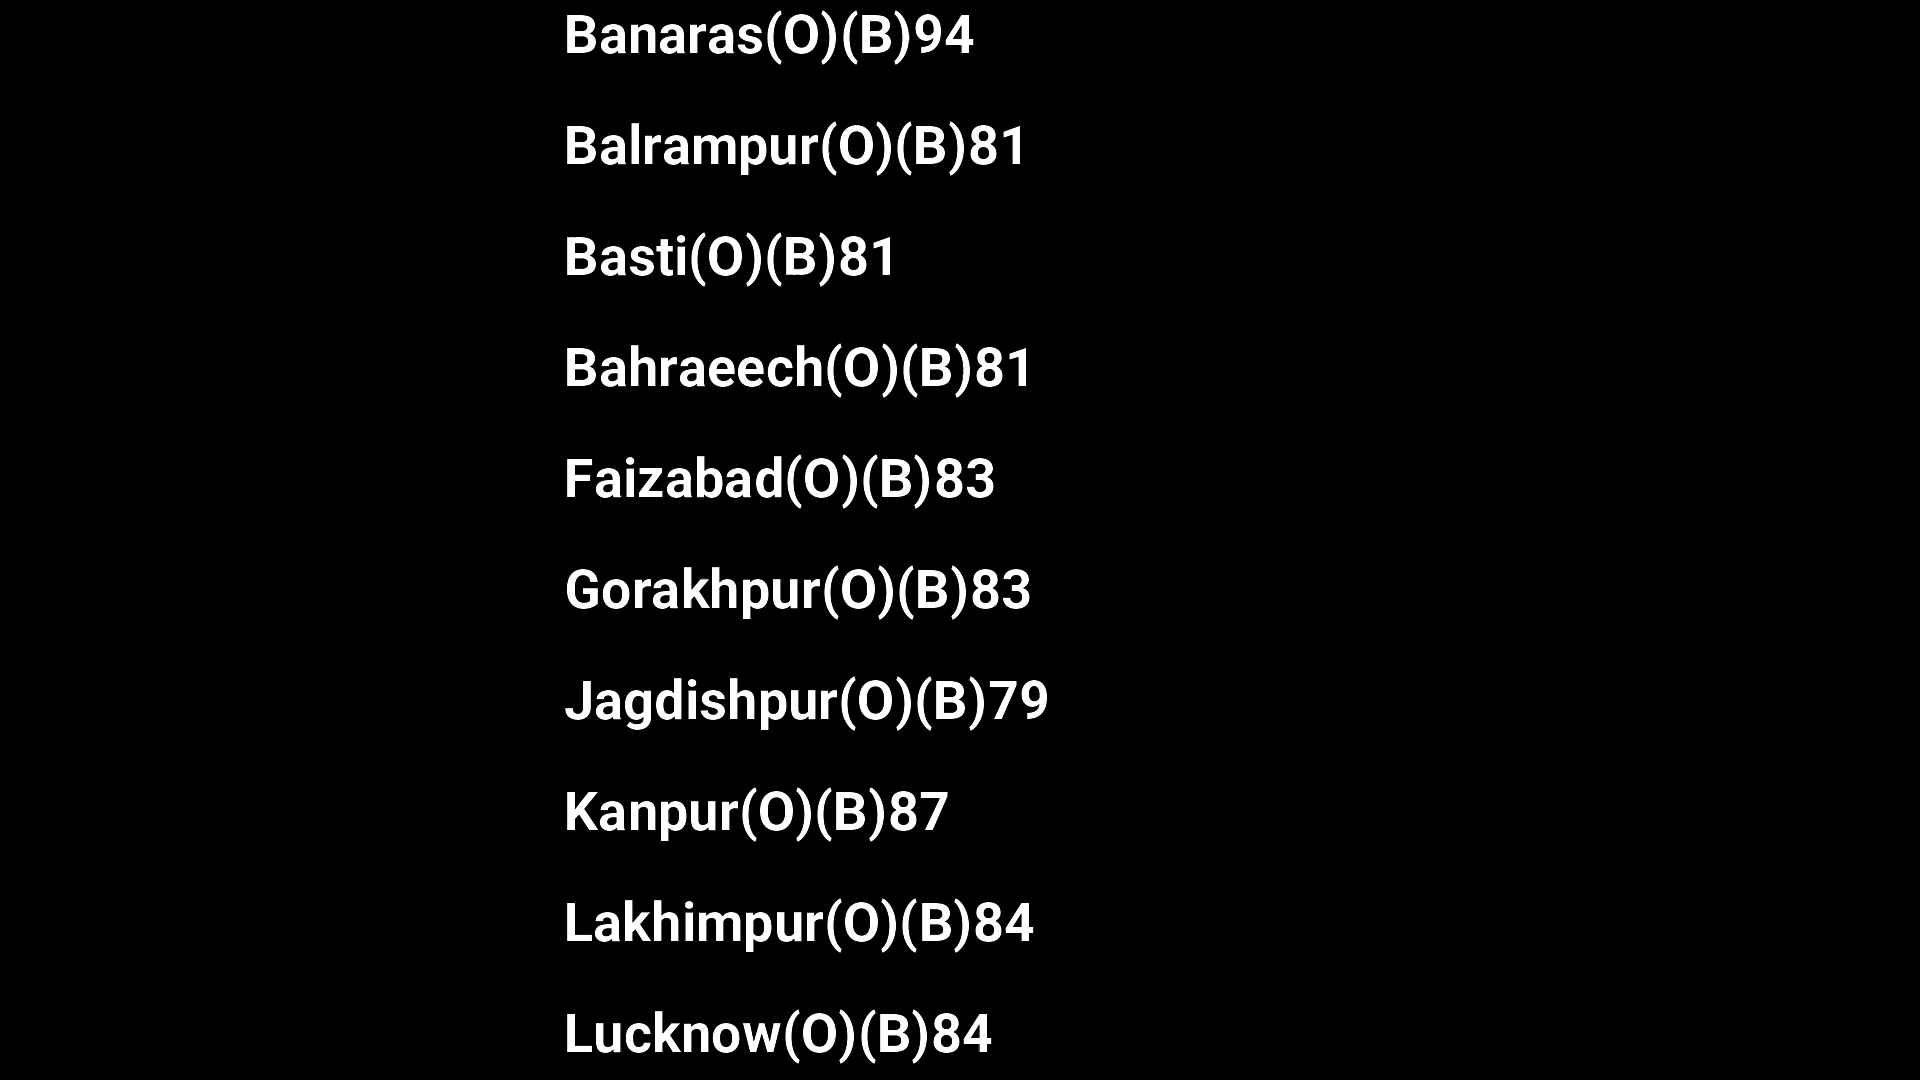 Banaras(O)(B)94
Balrampur(O)(B)81
Basti(O)(B)81
Bahraeech(O)(B)81
Faizabad(O)(B)83
Gorakhpur(O)(B)83
Jagdishpur(O)(B)79
Kanpur(O)(B)87
Lakhimpur(O)(B)84
Lucknow(O)(B)84